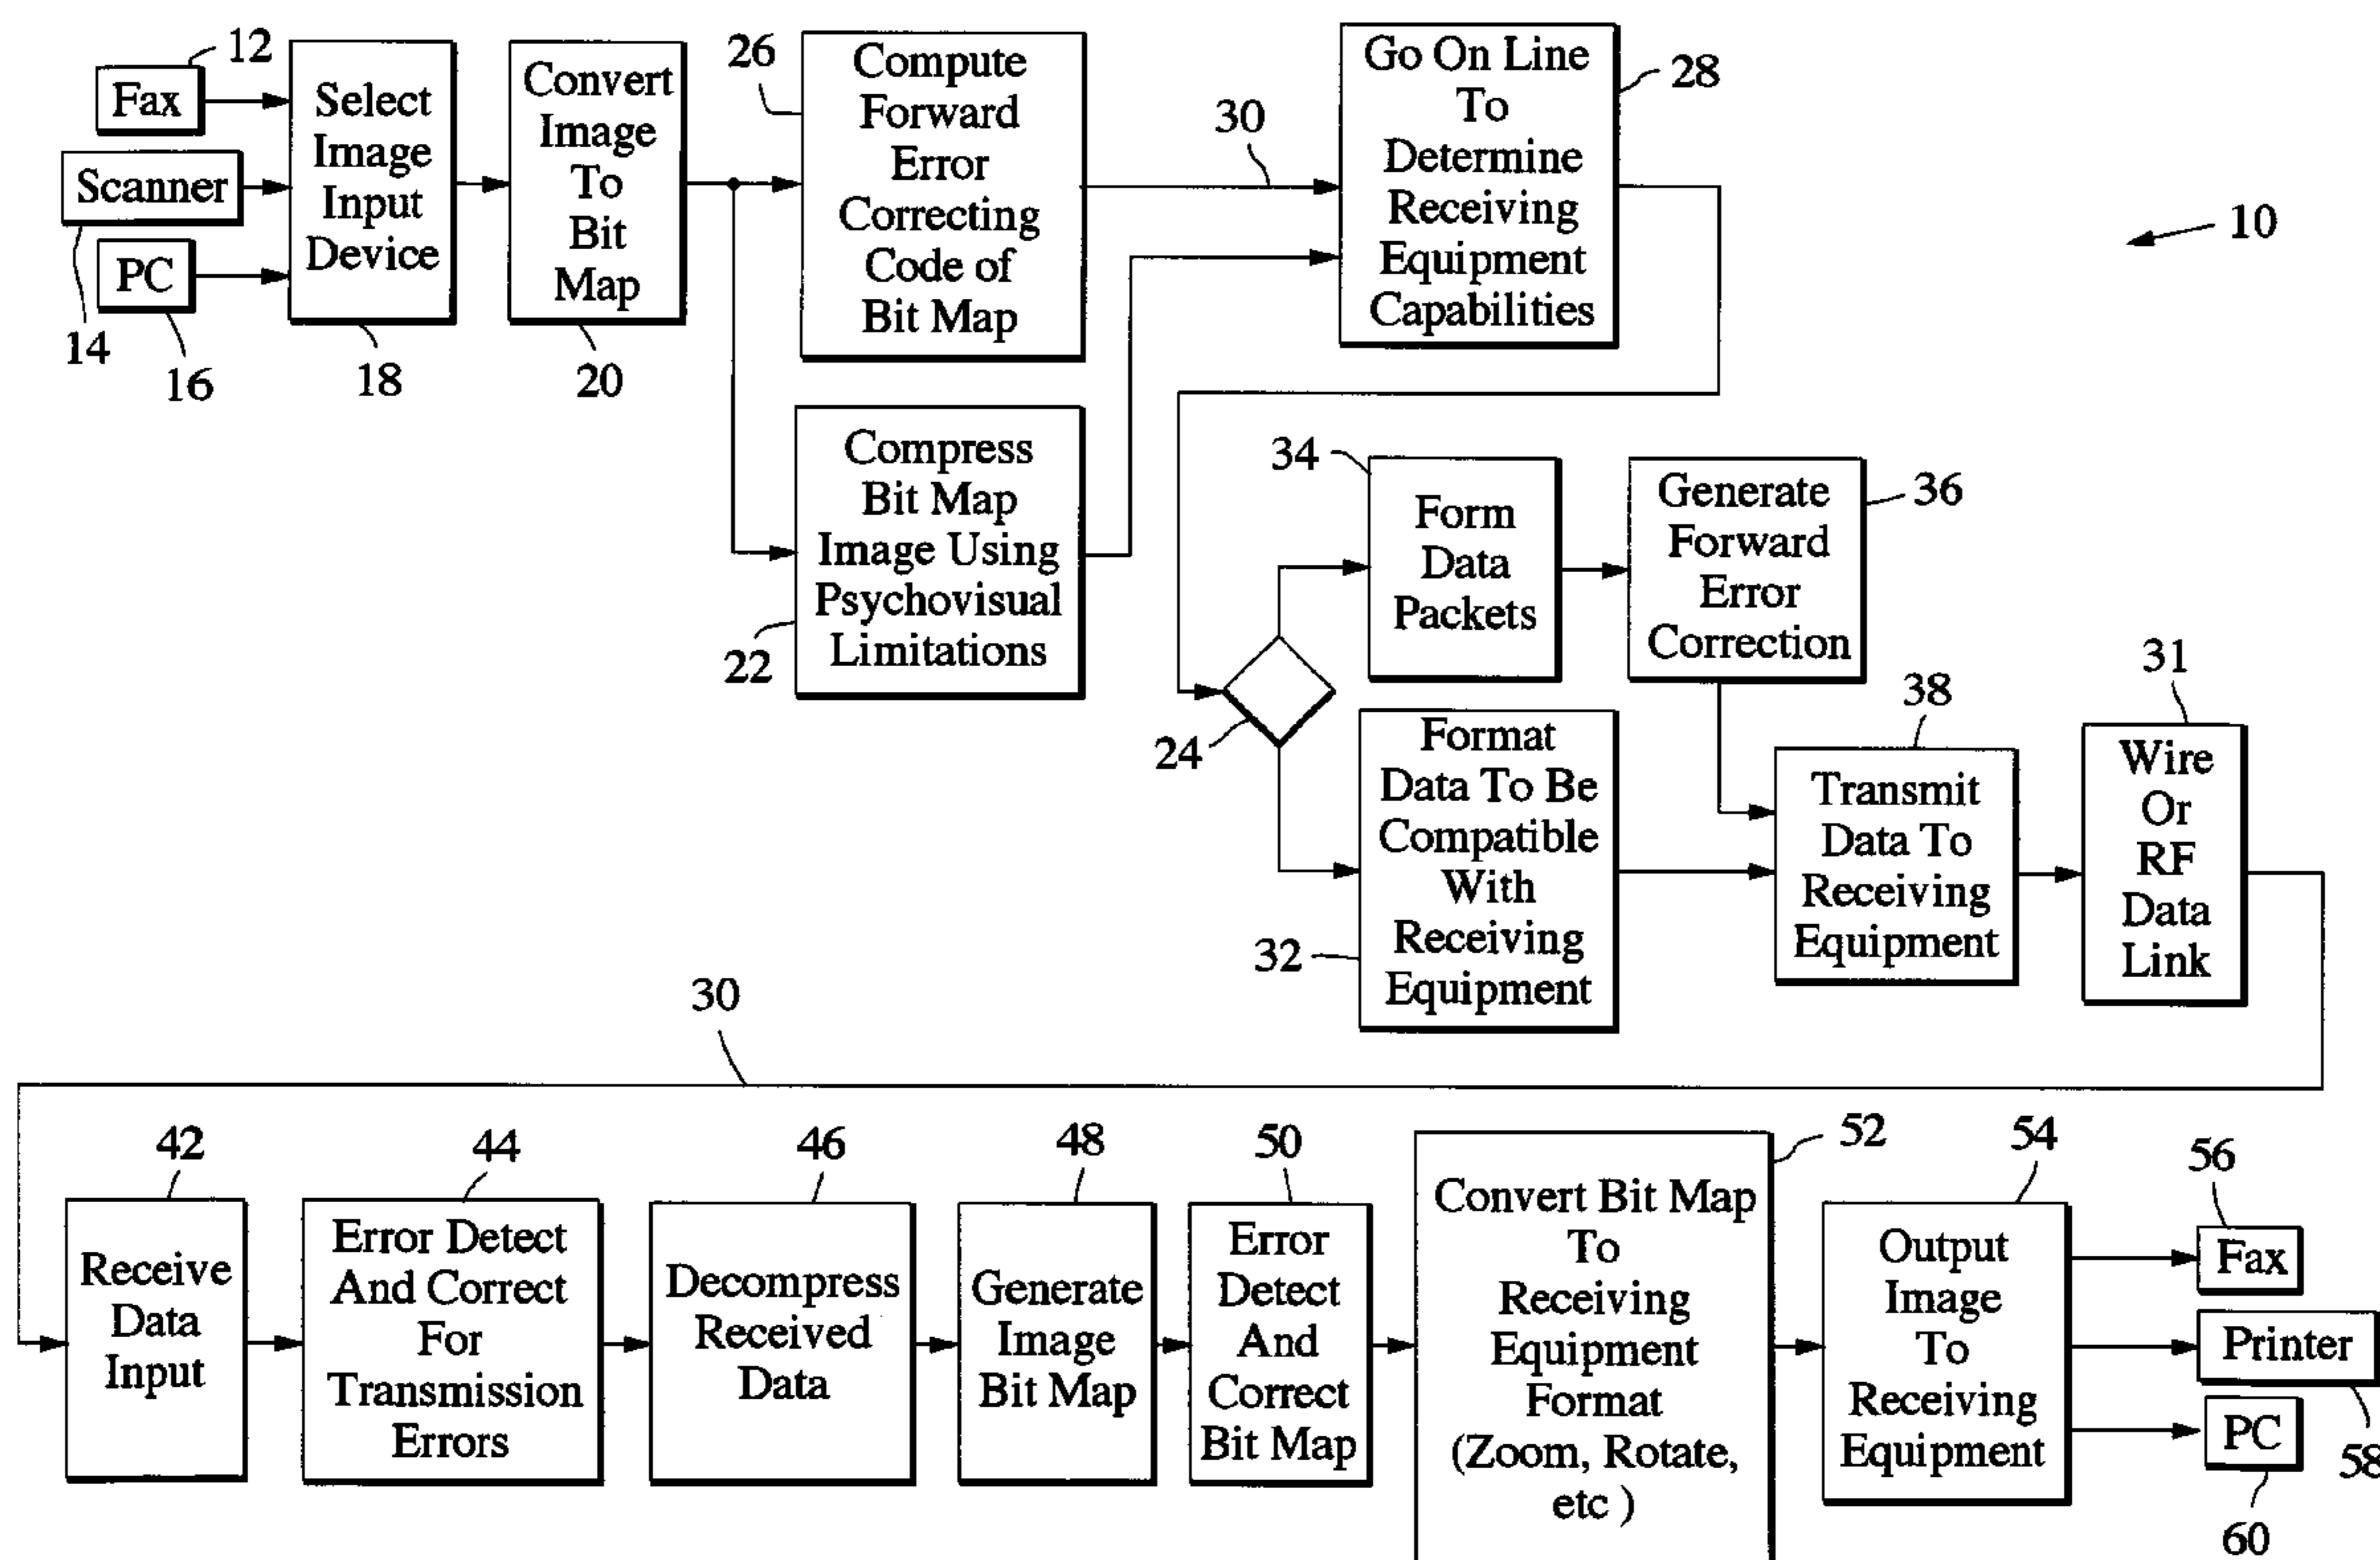 12
Fax
Scanner
14
PC
16
Select
Image
Input
Device
18
Convert
Image
To
Bit
Map
20
26
Compute
Forward
Error
Correcting
Code of
Bit Map
30
Go On Line
To
Determine
Receiving
Equipment
Capabilities
28
10
Compress
Bit Map
Image Using
Psychovisual
Limitations
22
24
34
Form
Data
Packets
Generate
Forward
Error
Correction
36
Format
Data To Be
Compatible
With
Receiving
Equipment
32
38
Transmit
Data To
Receiving
Equipment
31
Wire
Or
RF
Data
Link
30
42
Receive
Data
Input
44
Error Detect
And Correct
For
Transmission
Errors
46
Decompress
Received
Data
48
Generate
Image
Bit Map
50
Error
Detect
And
Correct
Bit Map
52
Convert Bit Map
To
Receiving
Equipment
Format
(Zoom, Rotate,
etc )
54
Output
Image
To
Receiving
Equipment
56
Fax
Printer
58
PC
60